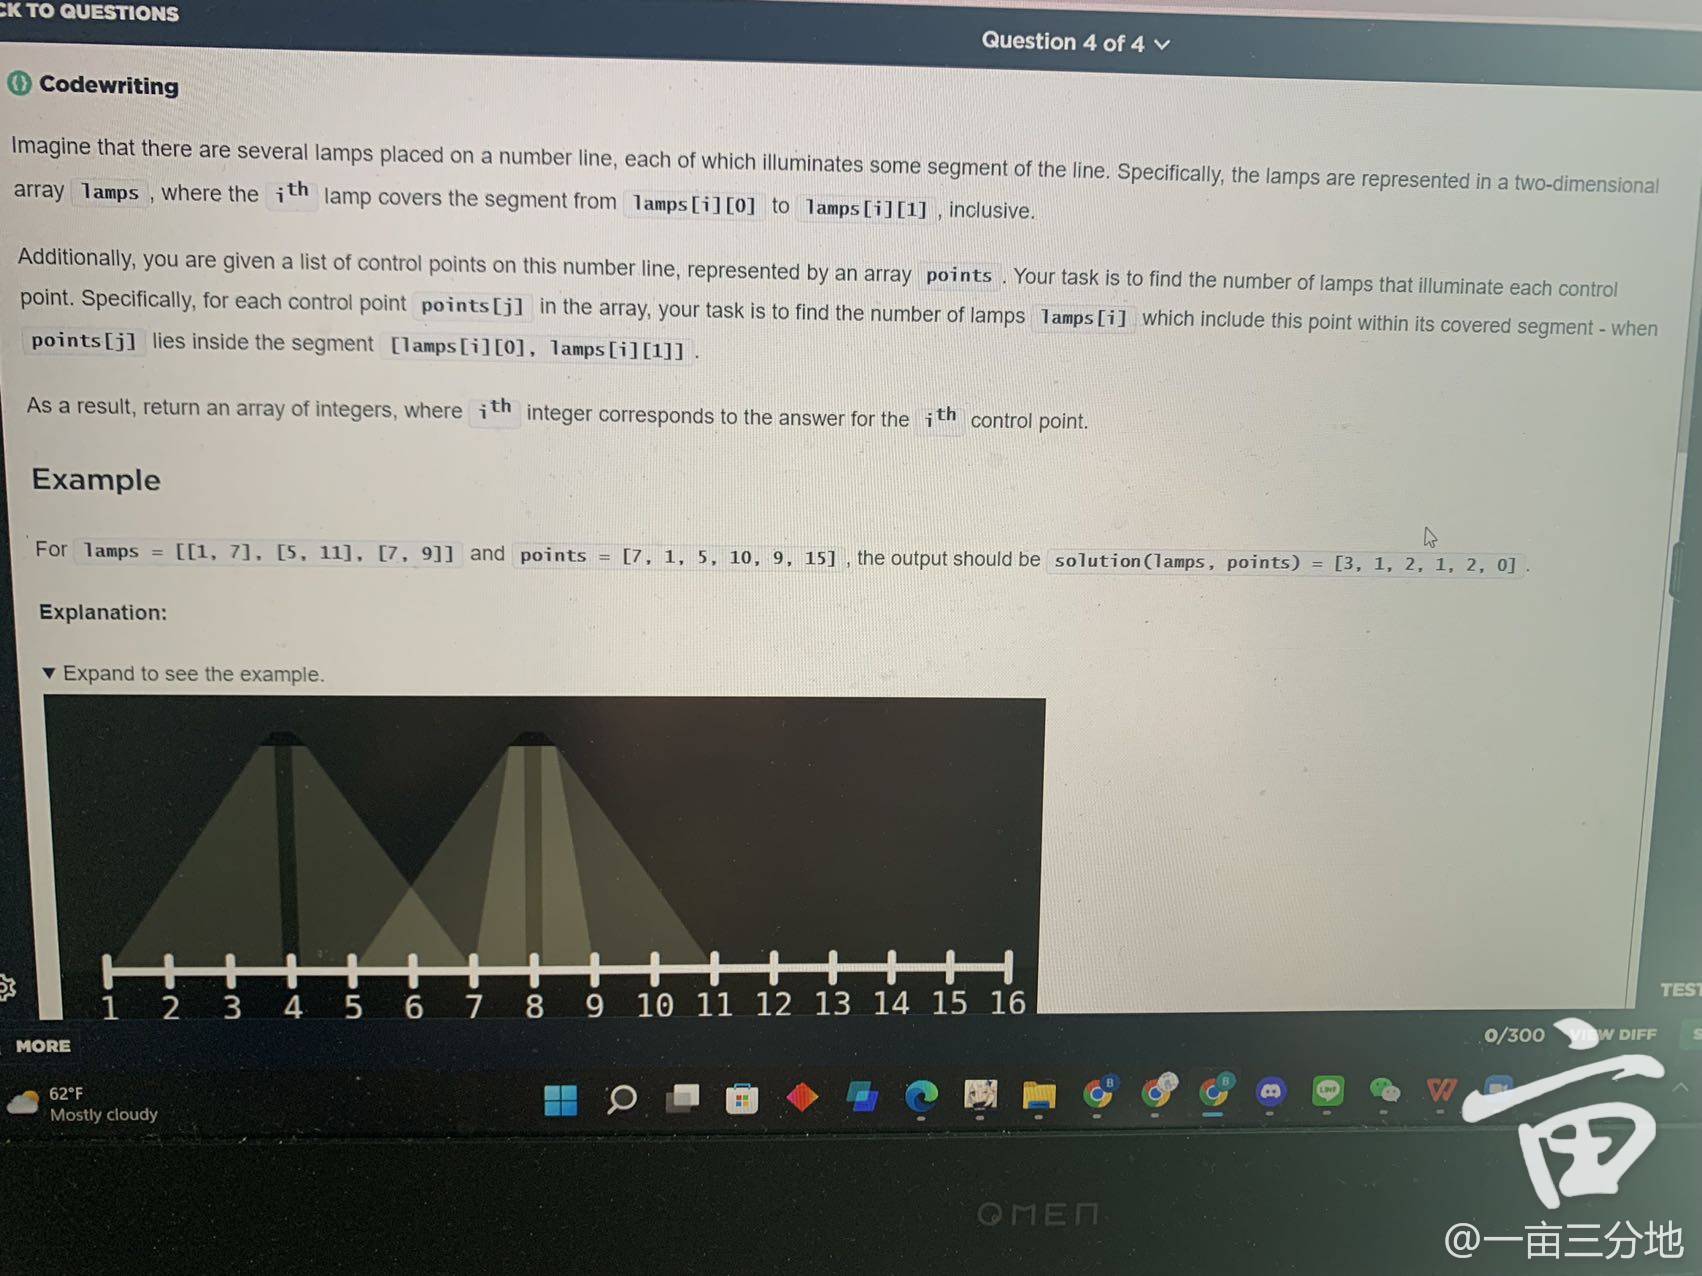 CK TO QUESTIONS
Question 4 of 4
Codewriting
Imagine that there are several lamps placed on a number line, each of which illuminates some segment of the line. Specifically, the lamps are represented in a two-dimensional
array lamps , where the ith lamp covers the segment from lamps[i][0] to lamps[i][1] , inclusive.
Additionally, you are given a list of control points on this number line, represented by an array points . Your task is to find the number of lamps that illuminate each control
point. Specifically, for each control point points[j] in the array, your task is to find the number of lamps lamps[i] which include this point within its covered segment - when
points[j] lies inside the segment [lamps[i][0], lamps[i][1]] .
As a result, return an array of integers, where ith integer corresponds to the answer for the ith control point.
Example
For lamps = [[1, 7], [5, 11], [7, 9]] and points = [7, 1, 5, 10, 9, 15] , the output should be solution(lamps, points) = [3, 1, 2, 1, 2, 0] .
Explanation:
▼ Expand to see the example.
1 2 3 4 5 6 7 8 9 10 11 12 13 14 15 16
TEST
MORE
0/300 VIEW DIFF S
62°F
Mostly cloudy
B
B
LINE
W
亩
OMEN
@一亩三分地